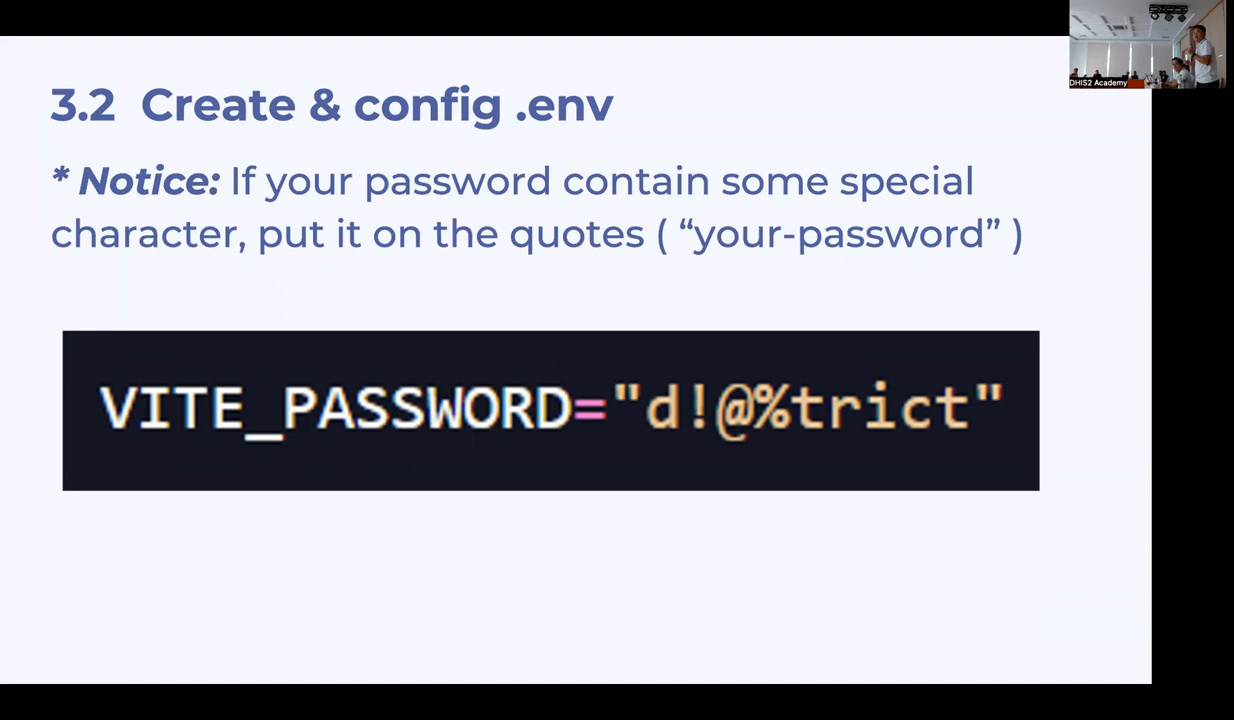 3.2 Create & config .env
* Notice: If your password contain some special
character, put it on the quotes ( “your-password” )
VITE_PASSWORD="d!@%trict"
DHIS2 Academy